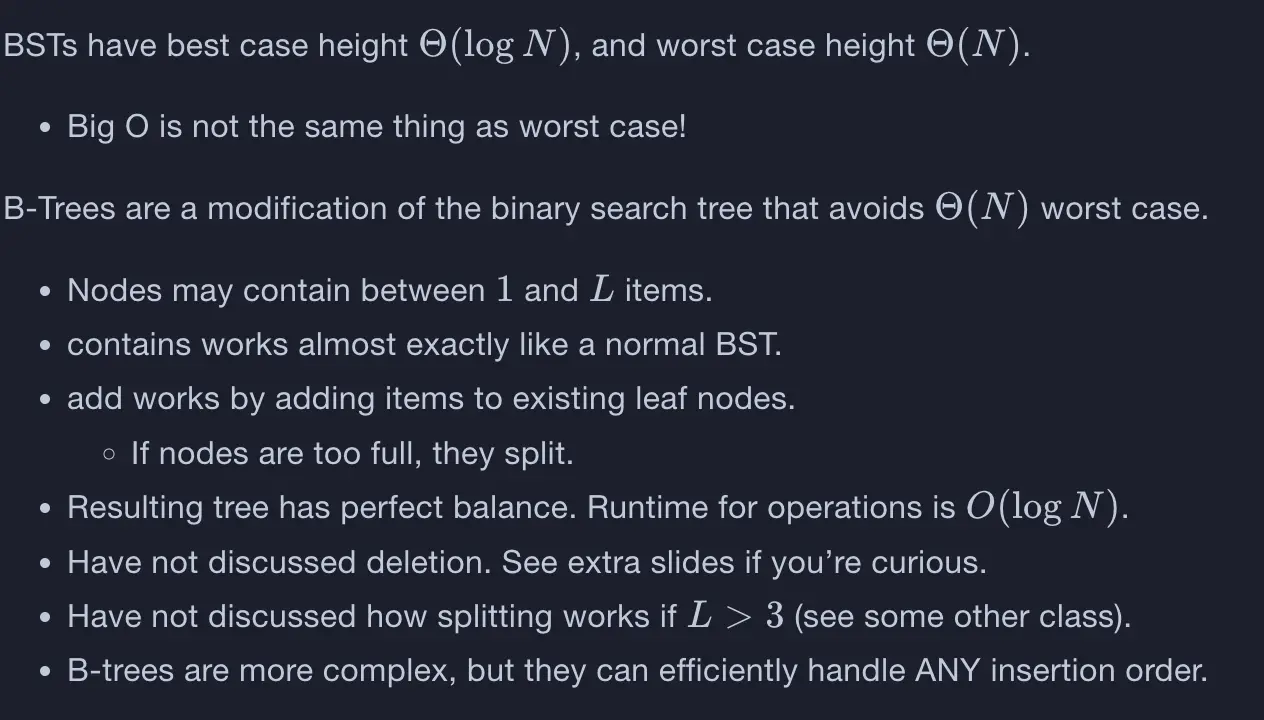 BSTs have best case height Θ(log N), and worst case height Θ(N).
• Big O is not the same thing as worst case!
B-Trees are a modification of the binary search tree that avoids Θ(N) worst case.
• Nodes may contain between 1 and L items.
• contains works almost exactly like a normal BST.
• add works by adding items to existing leaf nodes.
◦ If nodes are too full, they split.
• Resulting tree has perfect balance. Runtime for operations is O(log N).
• Have not discussed deletion. See extra slides if you’re curious.
• Have not discussed how splitting works if L > 3 (see some other class).
• B-trees are more complex, but they can efficiently handle ANY insertion order.